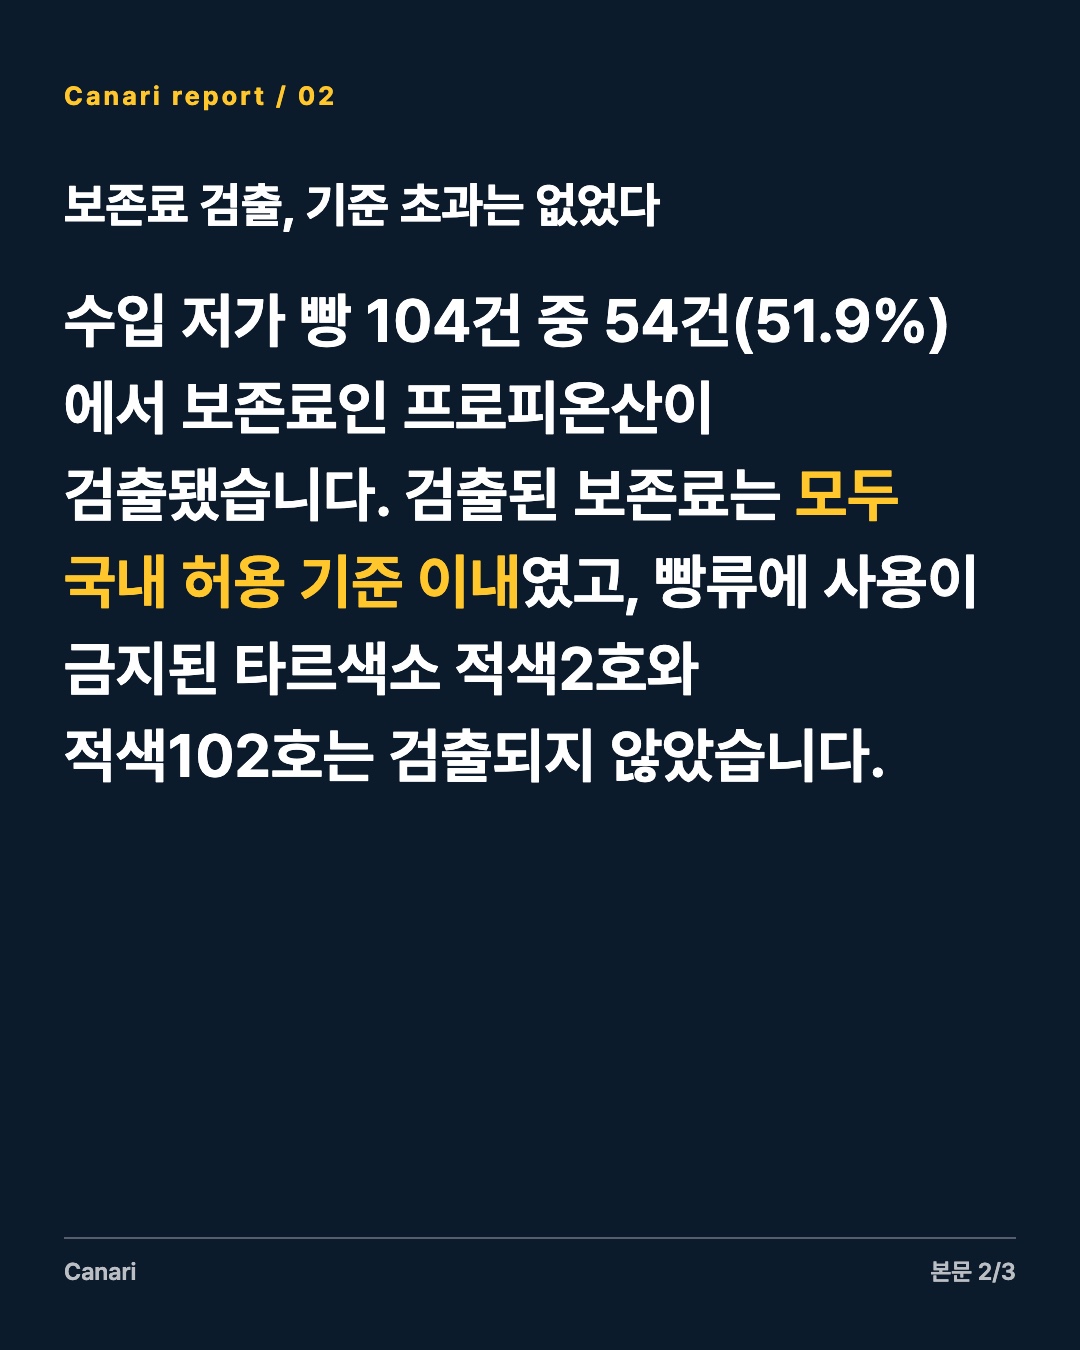 Canari report / 02
보존료 검출, 기준 초과는 없었다
수입 저가 빵 104건 중 54건(51.9%)
에서 보존료인 프로피온산이
검출됐습니다. 검출된 보존료는 모두
국내 허용 기준 이내였고, 빵류에 사용이
금지된 타르색소 적색2호와
적색102호는 검출되지 않았습니다.
Canari
본문 2/3